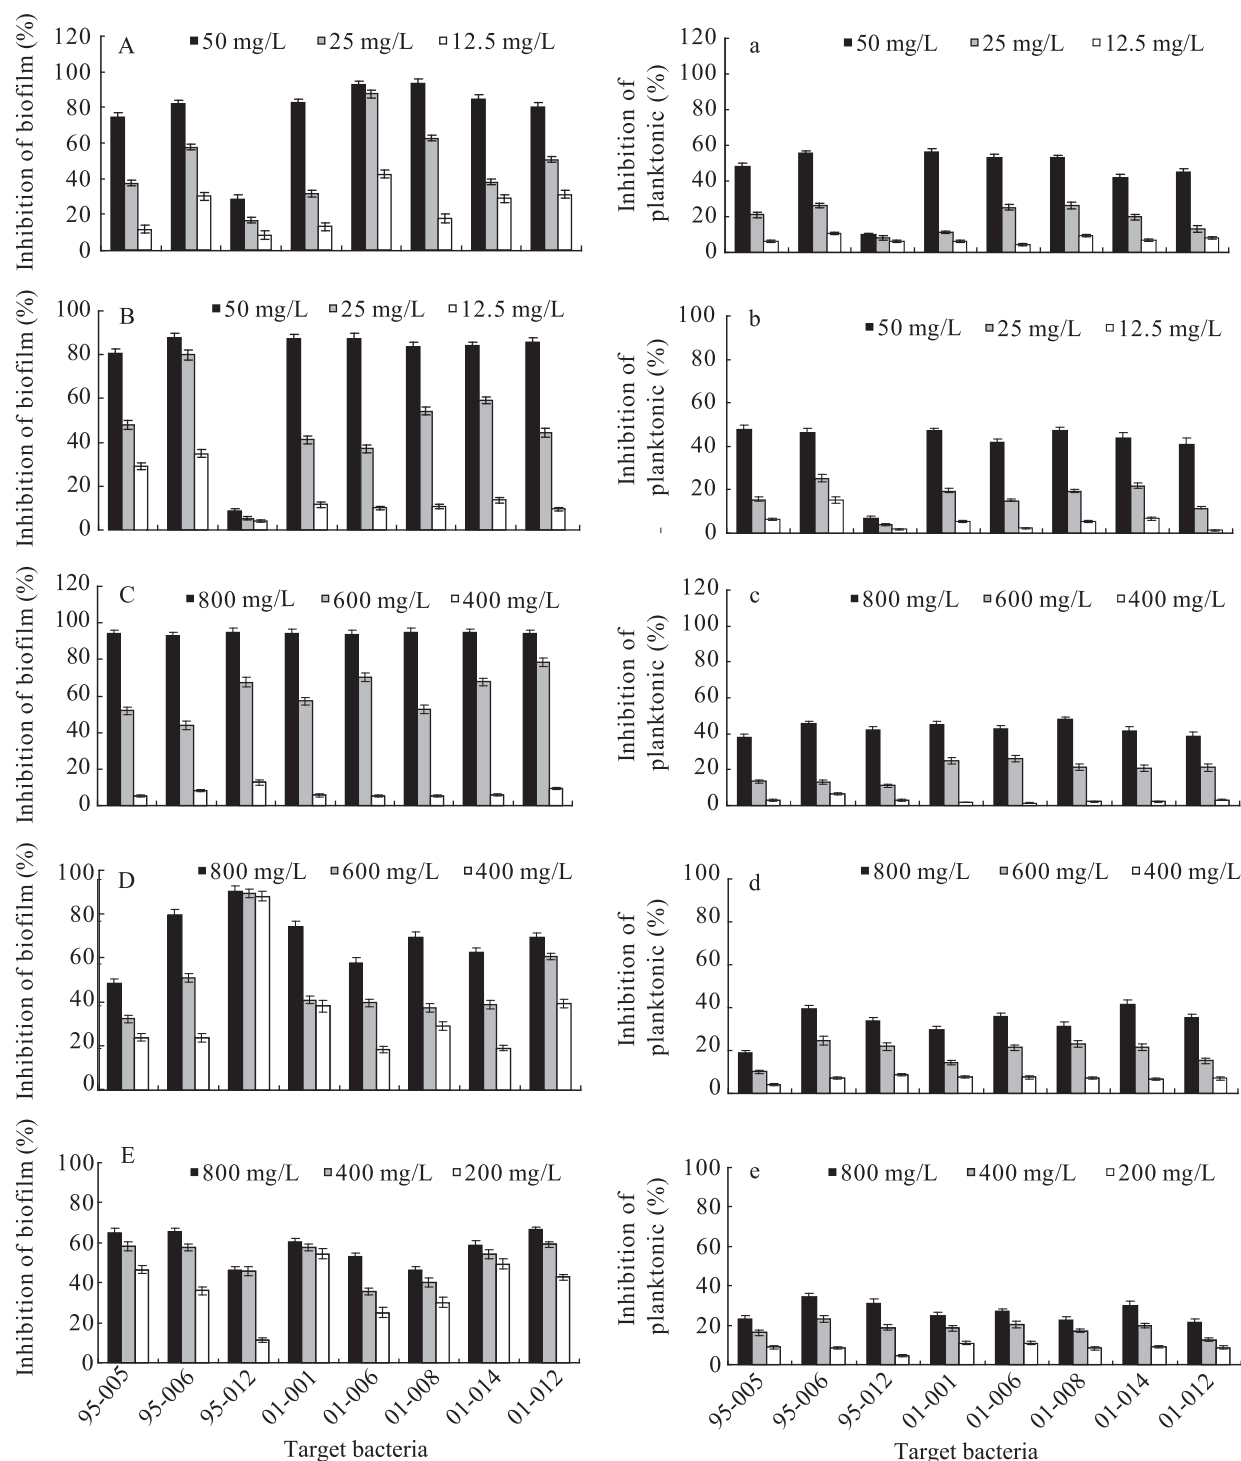 Inhibition of biofilm (%)
120
100
80
60
40
20
0
A
50 mg/L 25 mg/L 12.5 mg/L
Inhibition of
planktonic (%)
120
100
80
60
40
20
0
a
50 mg/L 25 mg/L 12.5 mg/L
Inhibition of biofilm (%)
100
80
60
40
20
0
B
50 mg/L 25 mg/L 12.5 mg/L
Inhibition of
planktonic (%)
-
100
80
60
40
20
0
b
50 mg/L 25 mg/L 12.5 mg/L
Inhibition of biofilm (%)
120
100
80
60
40
20
0
C
800 mg/L 600 mg/L 400 mg/L
Inhibition of
planktonic (%)
120
100
80
60
40
20
0
c
800 mg/L 600 mg/L 400 mg/L
Inhibition of biofilm (%)
100
80
60
40
20
0
D
800 mg/L 600 mg/L 400 mg/L
Inhibition of
planktonic (%)
100
80
60
40
20
0
d
800 mg/L 600 mg/L 400 mg/L
Inhibition of biofilm (%)
100
80
60
40
20
0
E
800 mg/L 400 mg/L 200 mg/L
95-005 95-006 95-012 01-001 01-006 01-008 01-014 01-012
Target bacteria
Inhibition of
planktonic (%)
100
80
60
40
20
0
e
800 mg/L 400 mg/L 200 mg/L
95-005 95-006 95-012 01-001 01-006 01-008 01-014 01-012
Target bacteria